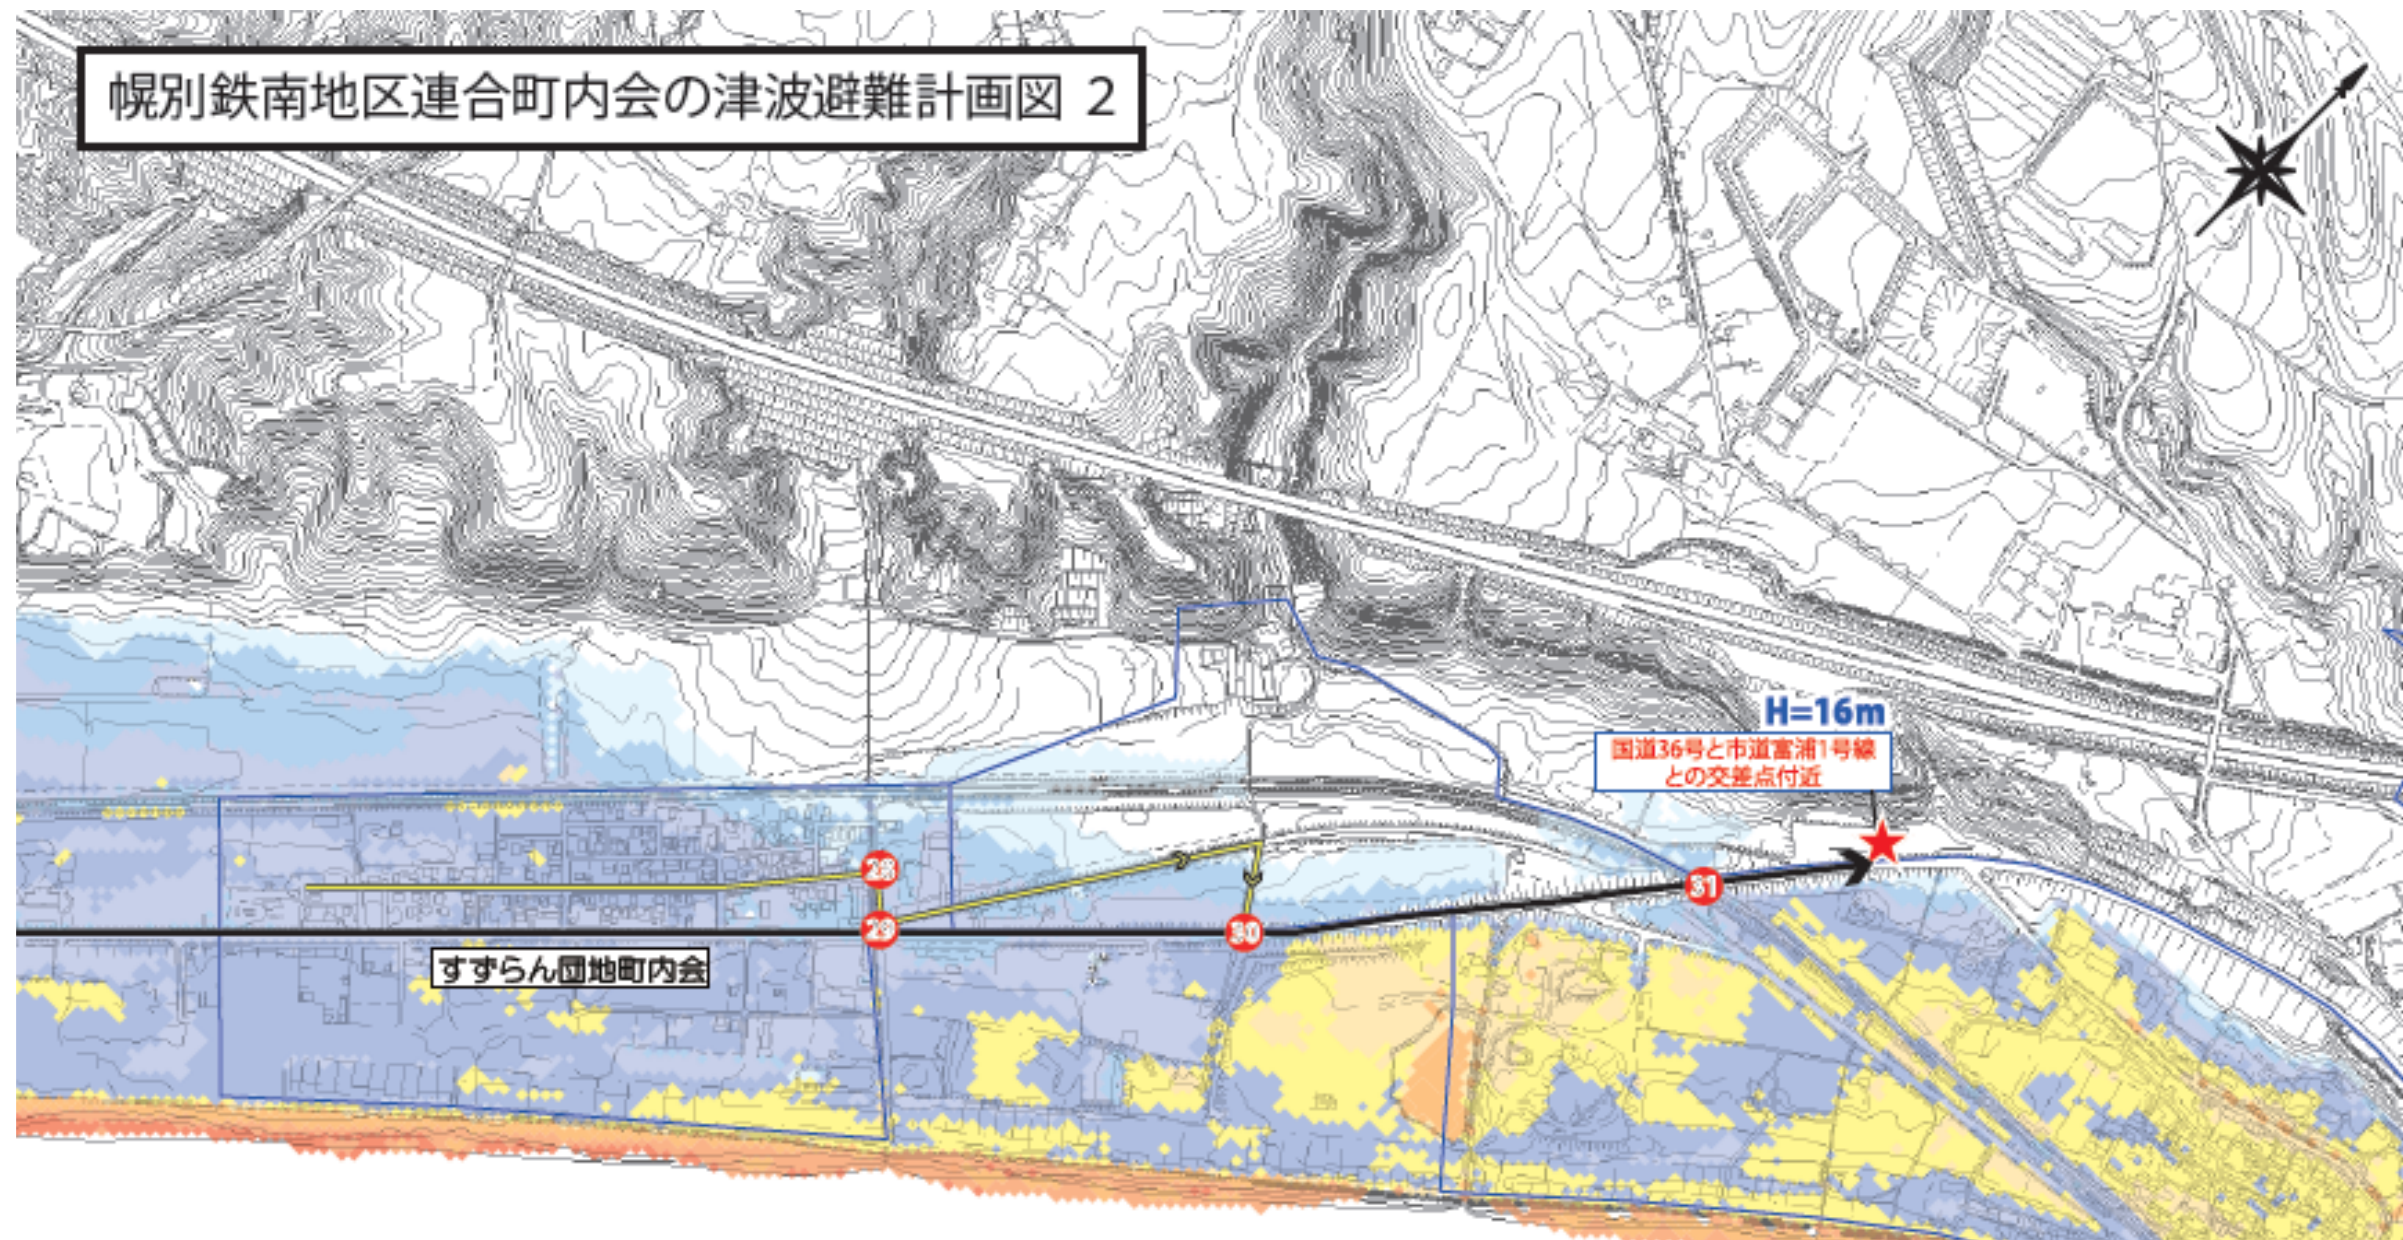 幌別鉄南地区連合町内会の津波避難計画図 2
H=16m
国道36号と市道富浦1号線
との交差点付近
28
31
29
30
すずらん団地町内会